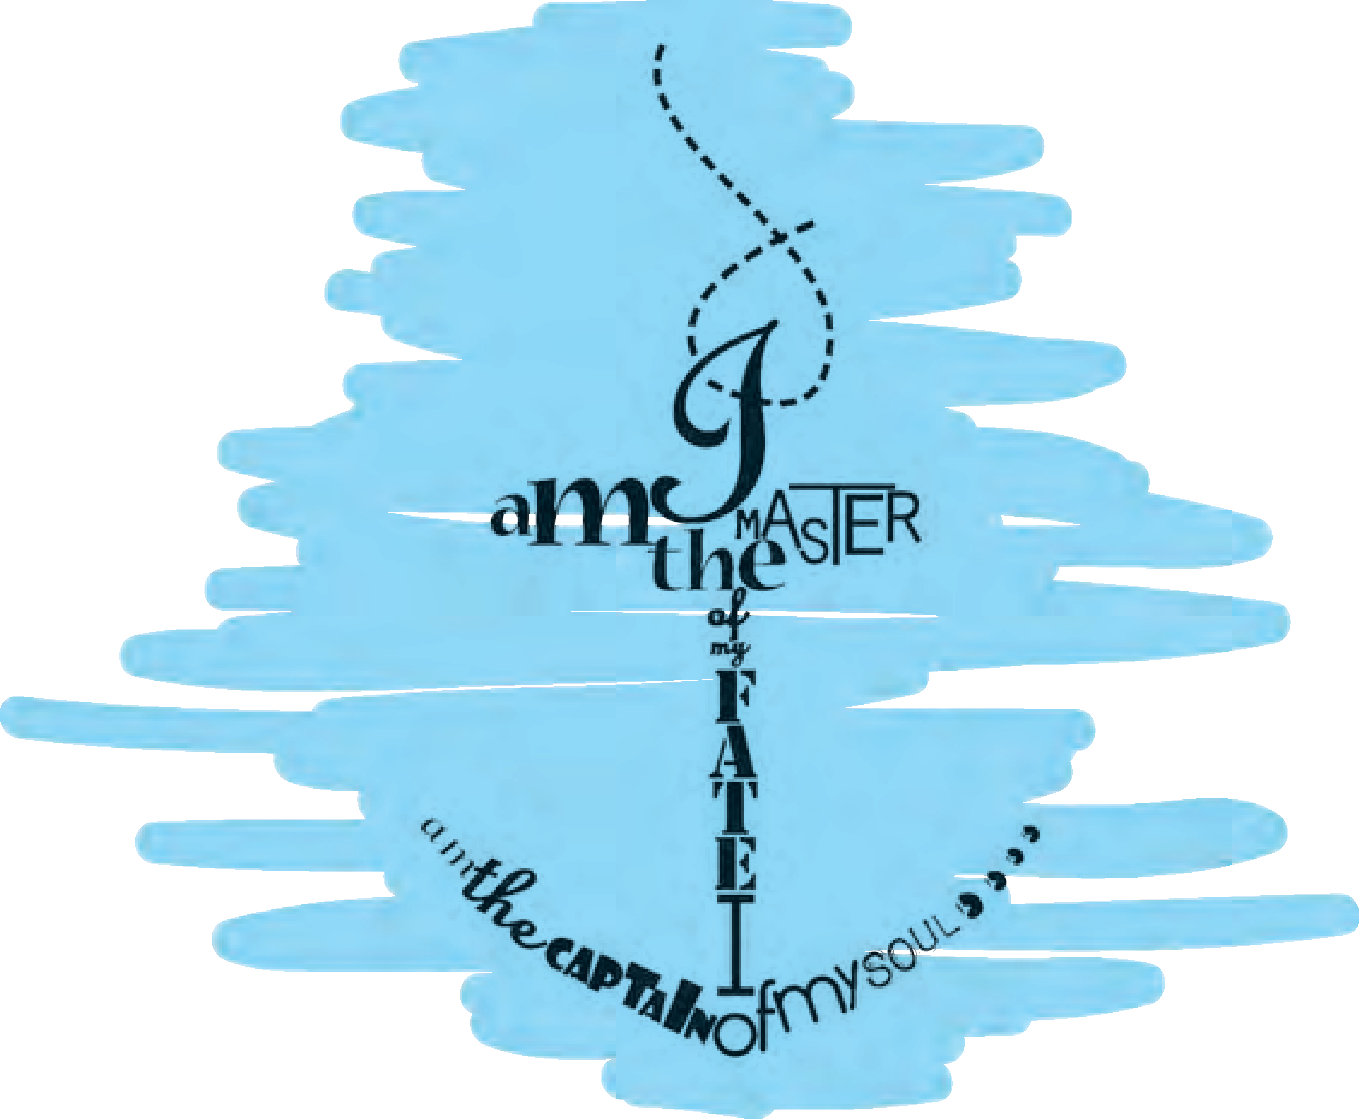 I
am the MASTER
of
my
FATE
I
am the CAPTAIN of my SOUL